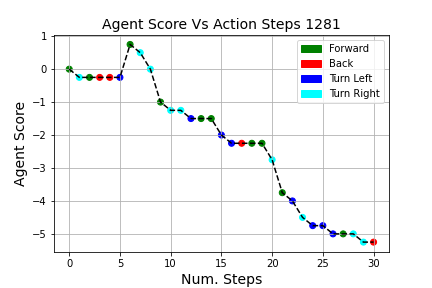 Agent Score Vs Action Steps 1281
Agent Score
1
0
−1
−2
−3
−4
−5
Forward
Back
Turn Left
Turn Right
0 5 10 15 20 25 30
Num. Steps